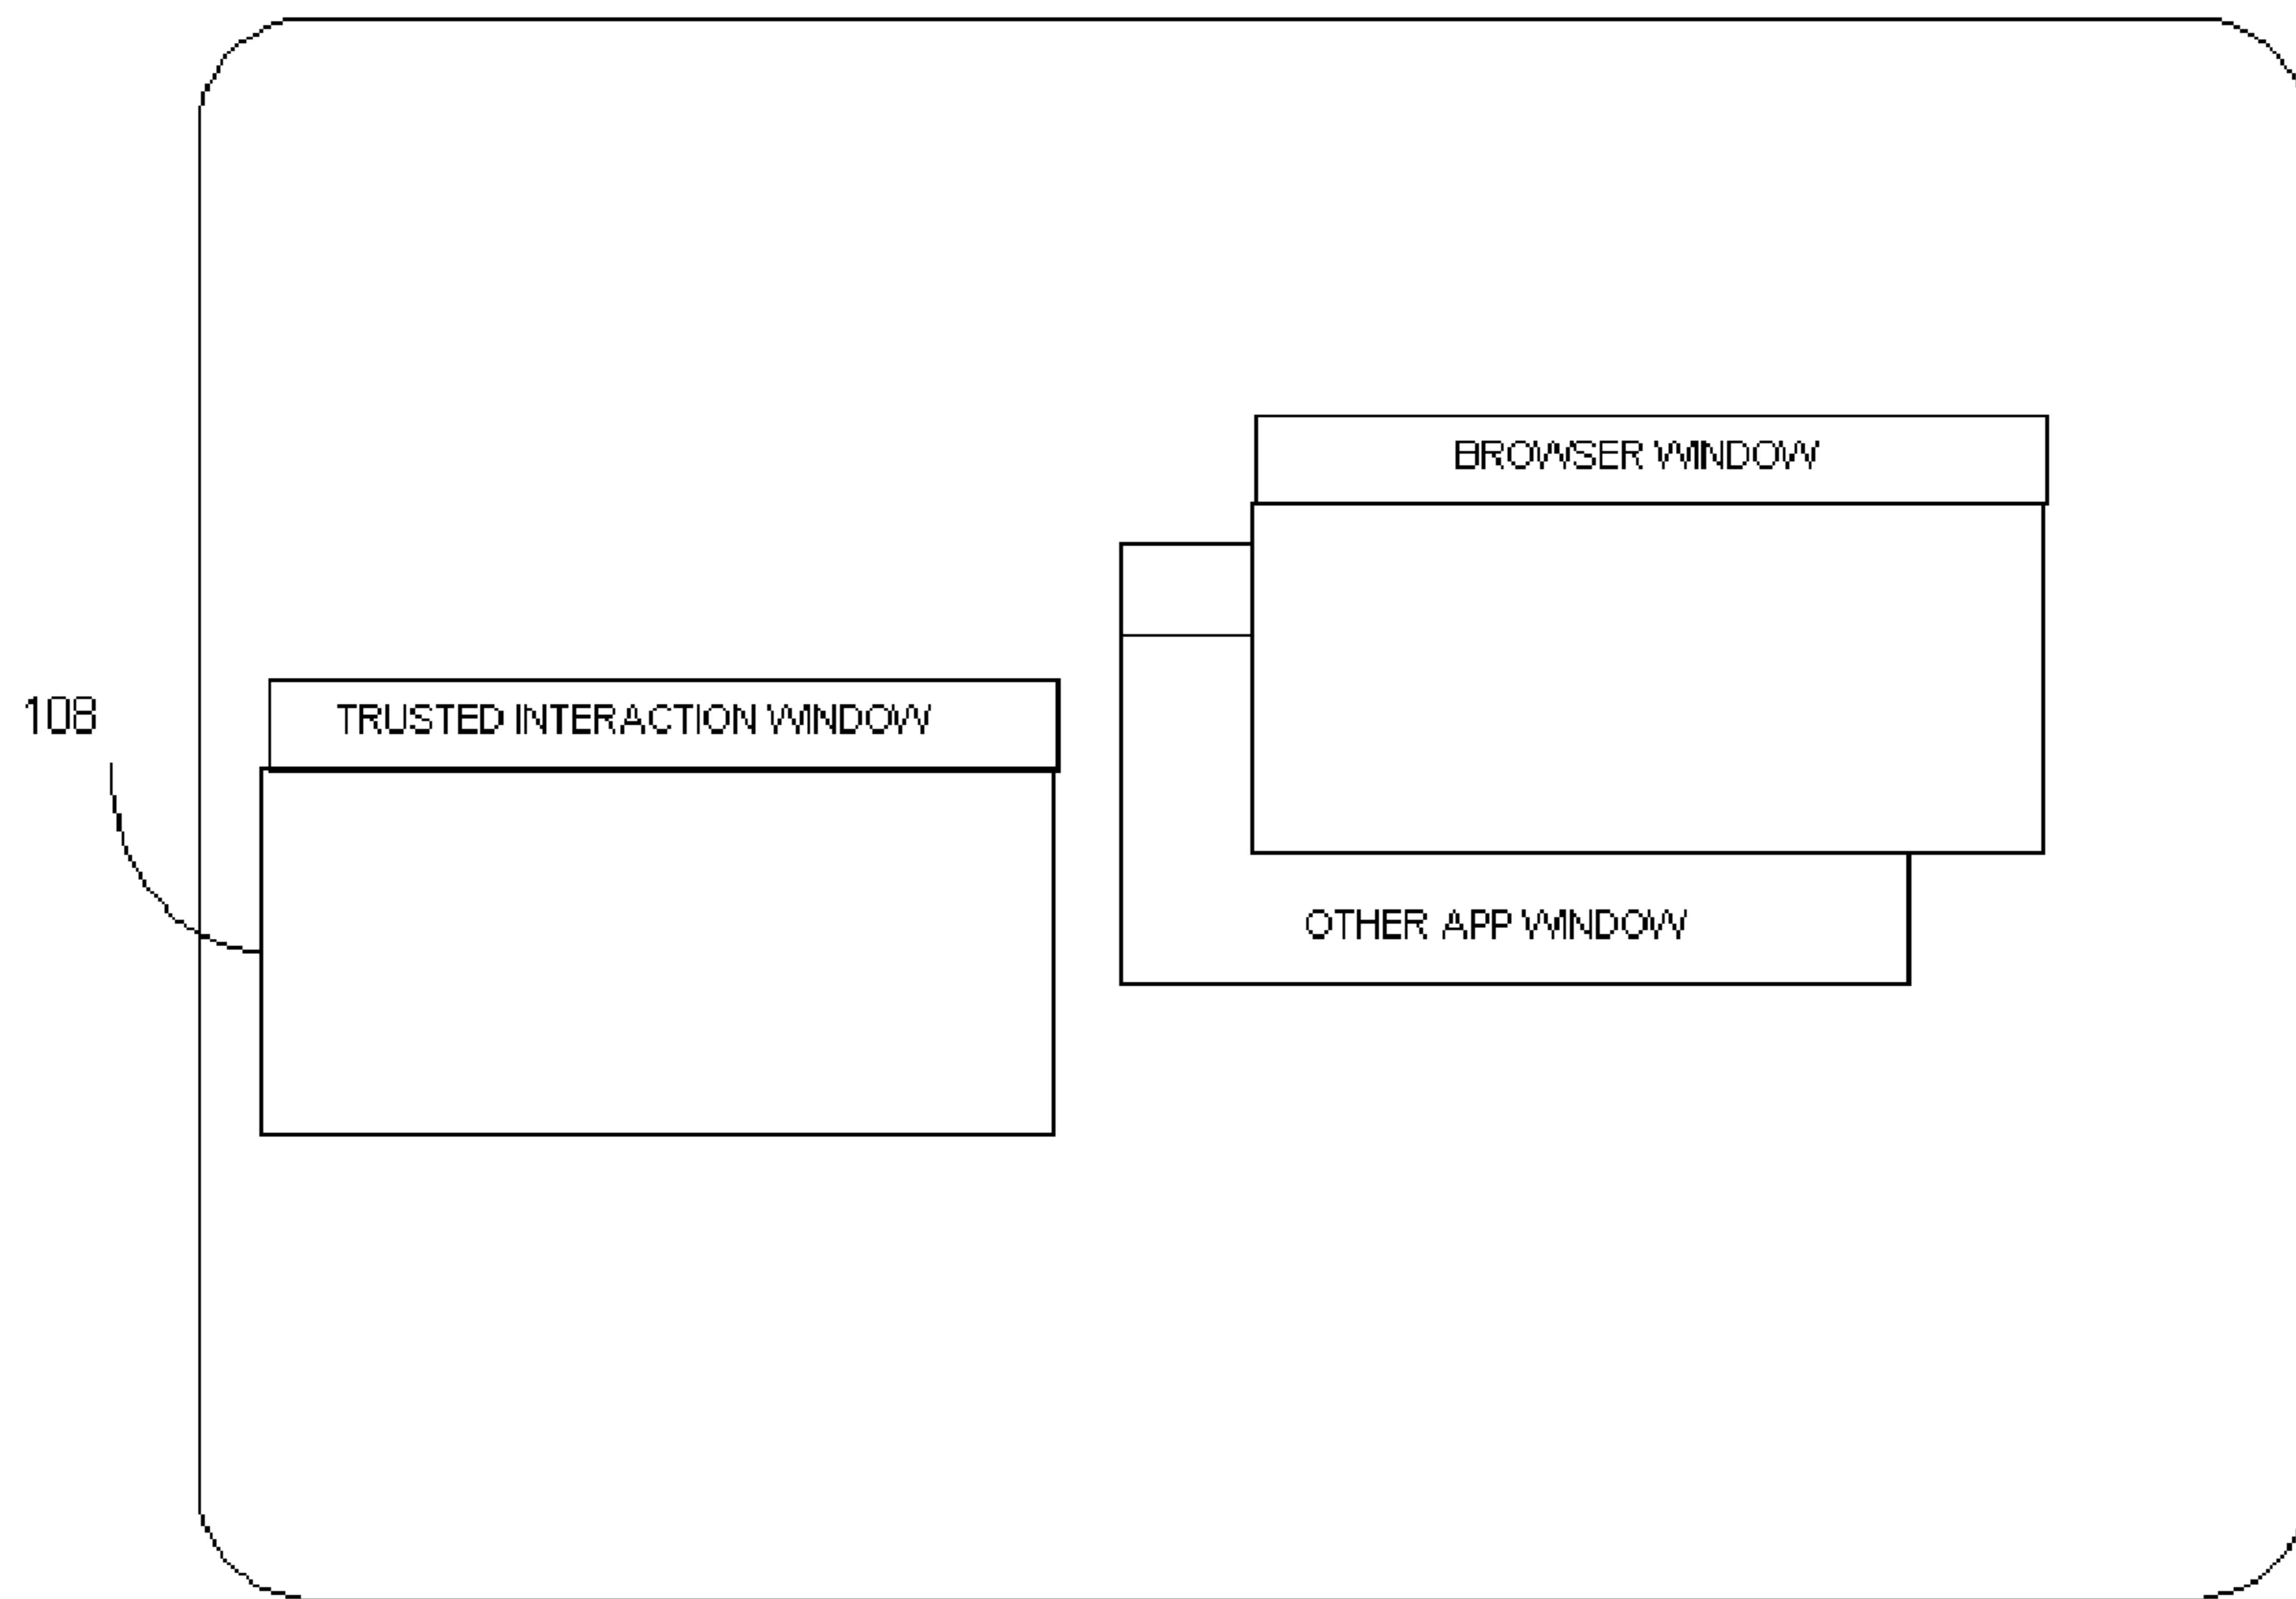 BROWSER WINDOW
108
TRUSTED INTERACTION WINDOW
OTHER APP WINDOW